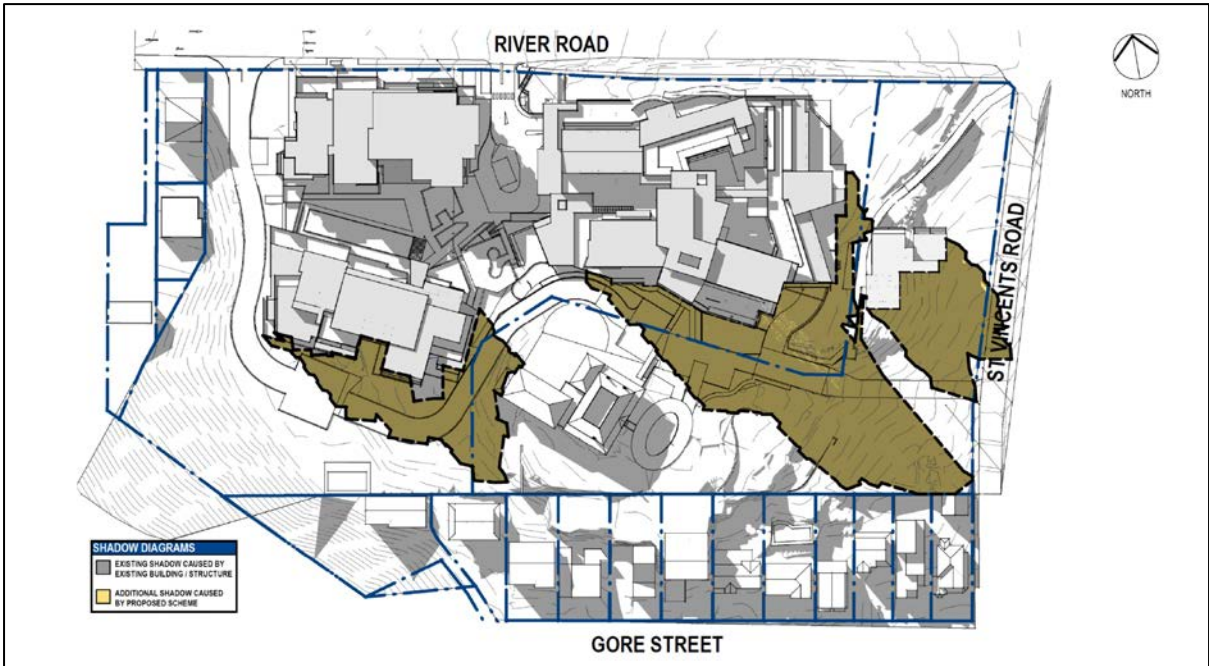 RIVER ROAD
NORTH
ST VINCENTS ROAD
SHADOW DIAGRAMS
EXISTING SHADOW CAUSED BY
EXISTING BUILDING / STRUCTURE
ADDITIONAL SHADOW CAUSED
BY PROPOSED SCHEME
GORE STREET